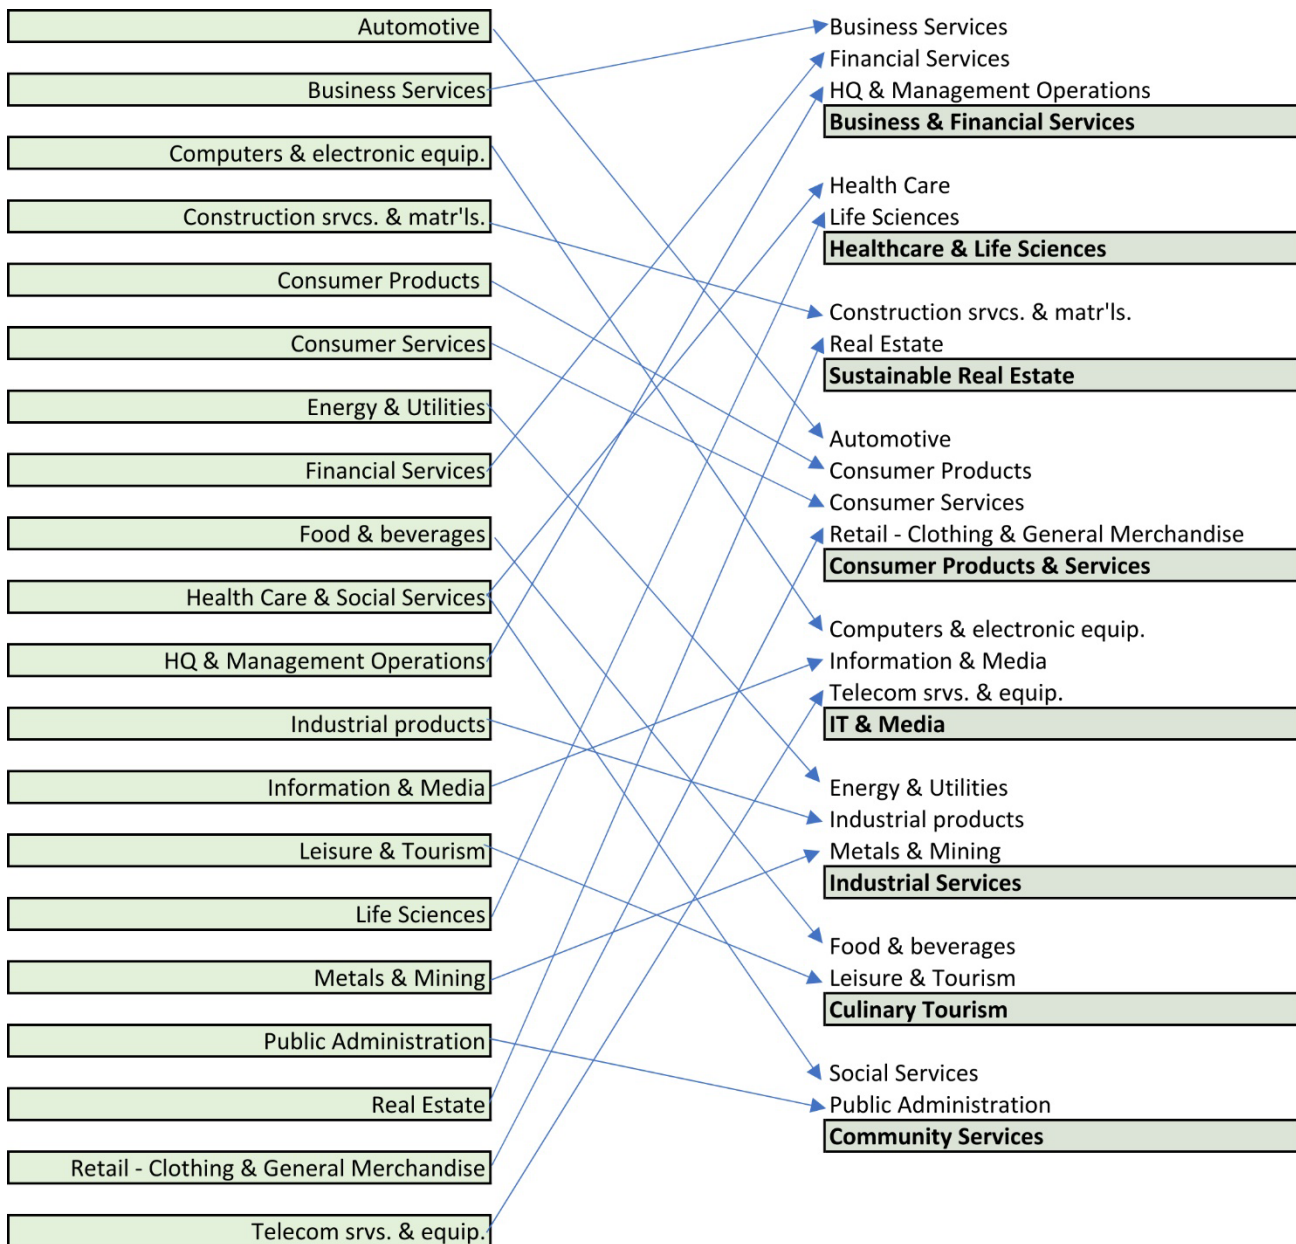 Automotive
Business Services
Computers & electronic equip.
Construction srvcs. & matr'ls.
Consumer Products
Consumer Services
Energy & Utilities
Financial Services
Food & beverages
Health Care & Social Services
HQ & Management Operations
Industrial products
Information & Media
Leisure & Tourism
Life Sciences
Metals & Mining
Public Administration
Real Estate
Retail - Clothing & General Merchandise
Telecom srvs. & equip.
Business Services
Financial Services
HQ & Management Operations
Business & Financial Services
Health Care
Life Sciences
Healthcare & Life Sciences
Construction srvcs. & matr'ls.
Real Estate
Sustainable Real Estate
Automotive
Consumer Products
Consumer Services
Retail - Clothing & General Merchandise
Consumer Products & Services
Computers & electronic equip.
Information & Media
Telecom srvs. & equip.
IT & Media
Energy & Utilities
Industrial products
Metals & Mining
Industrial Services
Food & beverages
Leisure & Tourism
Culinary Tourism
Social Services
Public Administration
Community Services